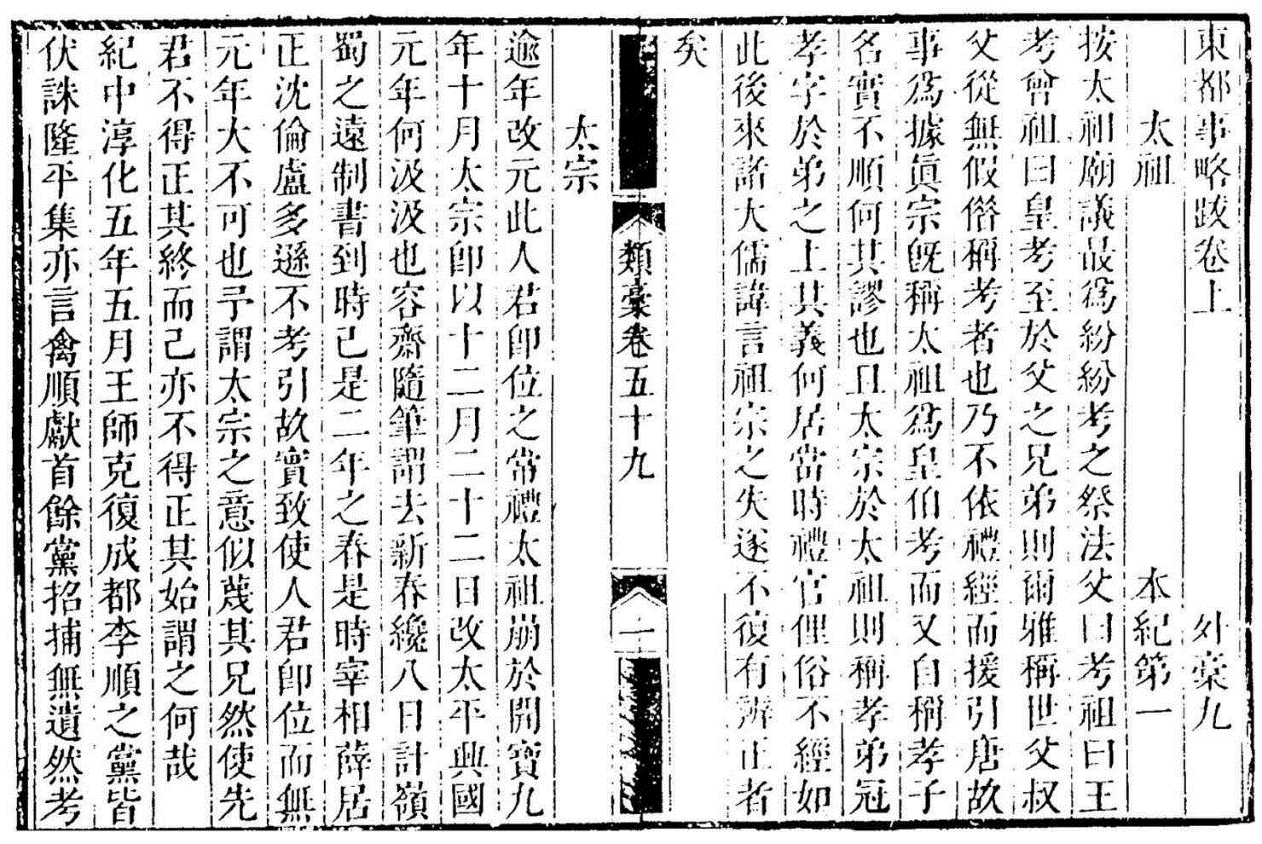 東都事略跋卷上 外稾九
太祖 本紀第一
按太祖廟議最爲紛紛考之祭法父曰考祖曰王
考曾祖曰皇考至於父之兄弟則爾雅稱世父叔
父從無假俗稱考者也乃不依禮經而援引唐故
事爲據眞宗旣稱太祖爲皇伯考而又自稱孝子
名實不順何其謬也且太宗於太祖則稱孝弟冠
孝字於弟之上其義何居當時禮官俚俗不經如
此後來諸大儒諱言祖宗之失遂不復有辨正者
矣
類稾卷五十九 一
太宗
逾年改元此人君卽位之常禮太祖崩於開寶九
年十月太宗卽以十二月二十二日改太平興國
元年何汲汲也容齋隨筆謂去新春纔八日計嶺
蜀之遠制書到時已是二年之春是時宰相薛居
正沈倫盧多遜不考引故實致使人君卽位而無
元年大不可也予謂太宗之意似蔑其兄然使先
君不得正其終而己亦不得正其始謂之何哉
紀中淳化五年五月王師克復成都李順之黨皆
伏誅隆平集亦言禽順獻首餘黨招捕無遺然考